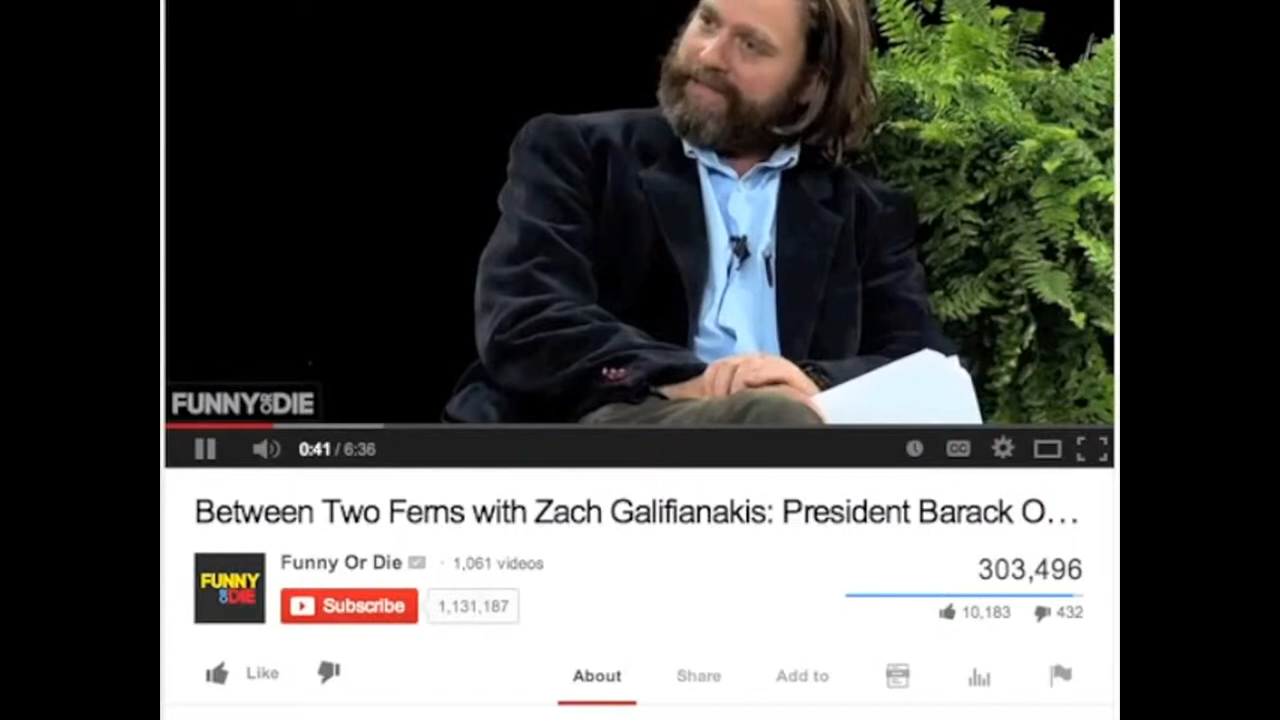 FUNNY OR DIE
0:41 / 6:36
CC
Between Two Ferns with Zach Galifianakis: President Barack O...
Funny Or Die · 1,061 videos
303,496
FUNNY OR DIE
Subscribe 1,131,187
10,183 432
Like
About Share Add to